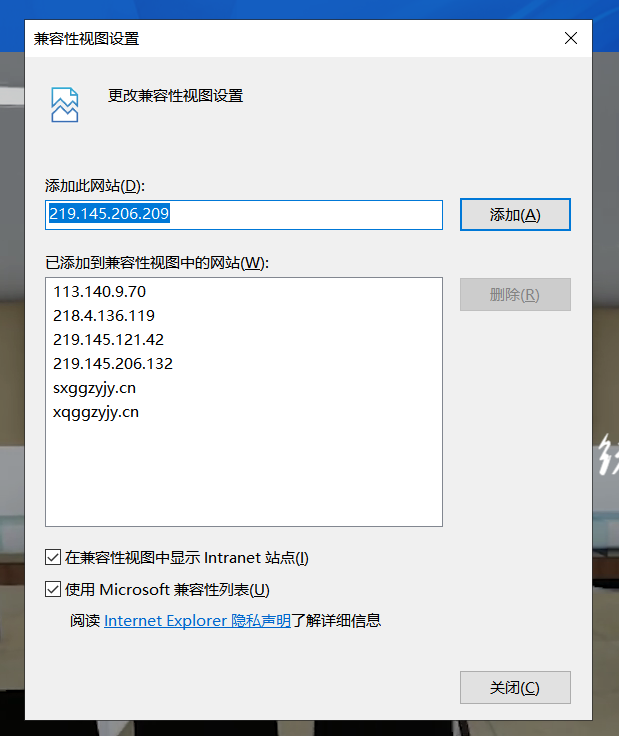 兼容性视图设置
更改兼容性视图设置
添加此网站(D):
219.145.206.209
添加(A)
已添加到兼容性视图中的网站(W):
113.140.9.70
218.4.136.119
219.145.121.42
219.145.206.132
sxggzyjy.cn
xqggzyjy.cn
删除(R)
在兼容性视图中显示 Intranet 站点(I)
使用 Microsoft 兼容性列表(U)
阅读 Internet Explorer 隐私声明了解详细信息
关闭(C)